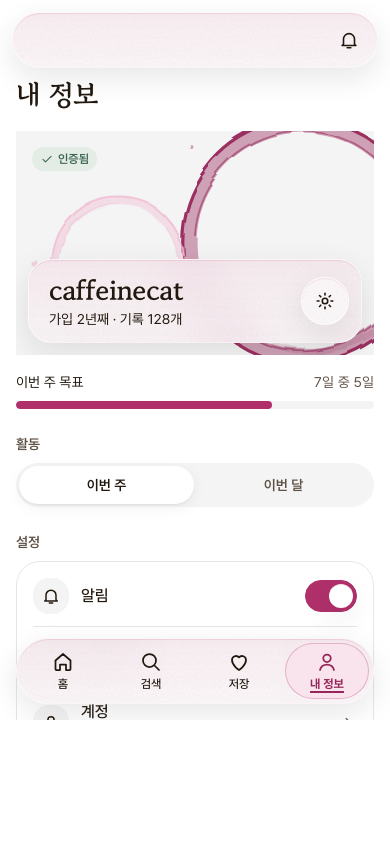 내 정보
인증됨
caffeinecat
가입 2년째 · 기록 128개
이번 주 목표
7일 중 5일
활동
이번 주
이번 달
설정
알림
계정
홈
검색
저장
내 정보